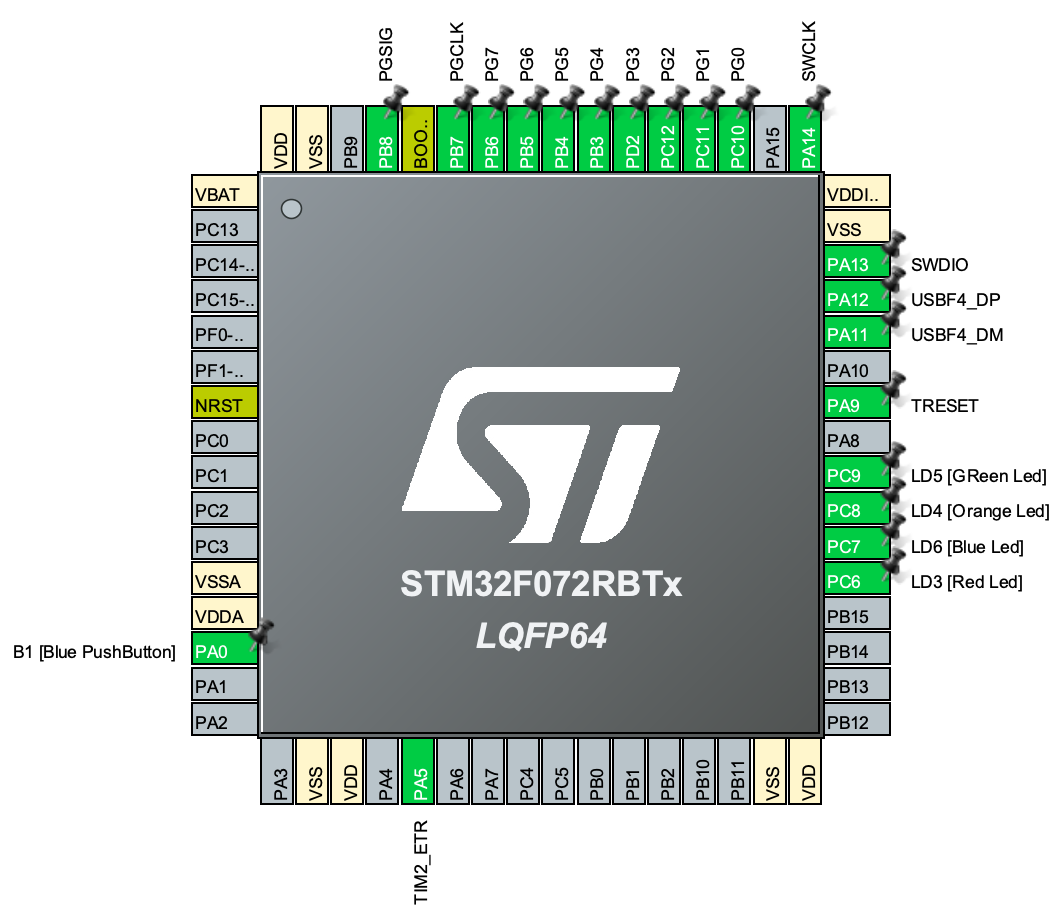 PGSIG
PGCLK
PG7
PG6
PG5
PG4
PG3
PG2
PG1
PG0
SWCLK
VDD
VSS
PB9
PB8
BOO..
PB7
PB6
PB5
PB4
PB3
PD2
PC12
PC11
PC10
PA15
PA14
VBAT
PC13
PC14-..
PC15-..
PF0-..
PF1-..
NRST
PC0
PC1
PC2
PC3
VSSA
VDDA
B1 [Blue PushButton] PA0
PA1
PA2
ST
STM32F072RBTx
LQFP64
VDDI..
VSS
PA13 SWDIO
PA12 USBF4_DP
PA11 USBF4_DM
PA10
PA9 TRESET
PA8
PC9 LD5 [GReen Led]
PC8 LD4 [Orange Led]
PC7 LD6 [Blue Led]
PC6 LD3 [Red Led]
PB15
PB14
PB13
PB12
PA3
VSS
VDD
PA4
PA5
PA6
PA7
PC4
PC5
PB0
PB1
PB2
PB10
PB11
VSS
VDD
TIM2_ETR